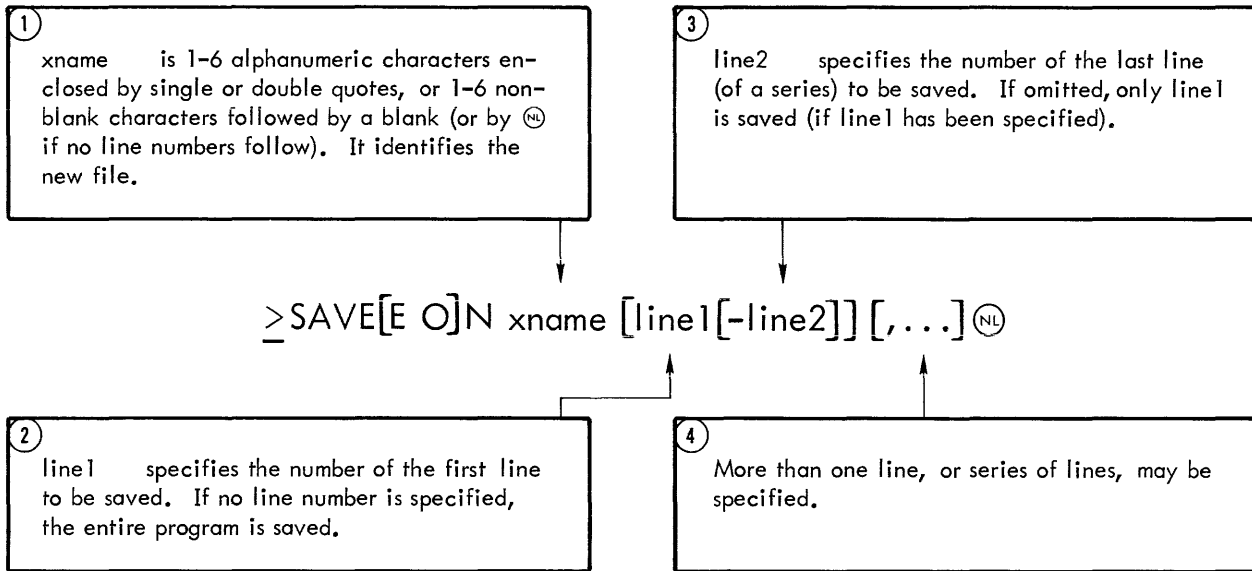 1
xname is 1-6 alphanumeric characters en-
closed by single or double quotes, or 1-6 non-
blank characters followed by a blank (or by NL
if no line numbers follow). It identifies the
new file.
3
line2 specifies the number of the last line
(of a series) to be saved. If omitted, only line1
is saved (if line1 has been specified).
>SAVE[E O]N xname [line1[-line2]] [,...] NL
2
line1 specifies the number of the first line
to be saved. If no line number is specified,
the entire program is saved.
4
More than one line, or series of lines, may be
specified.